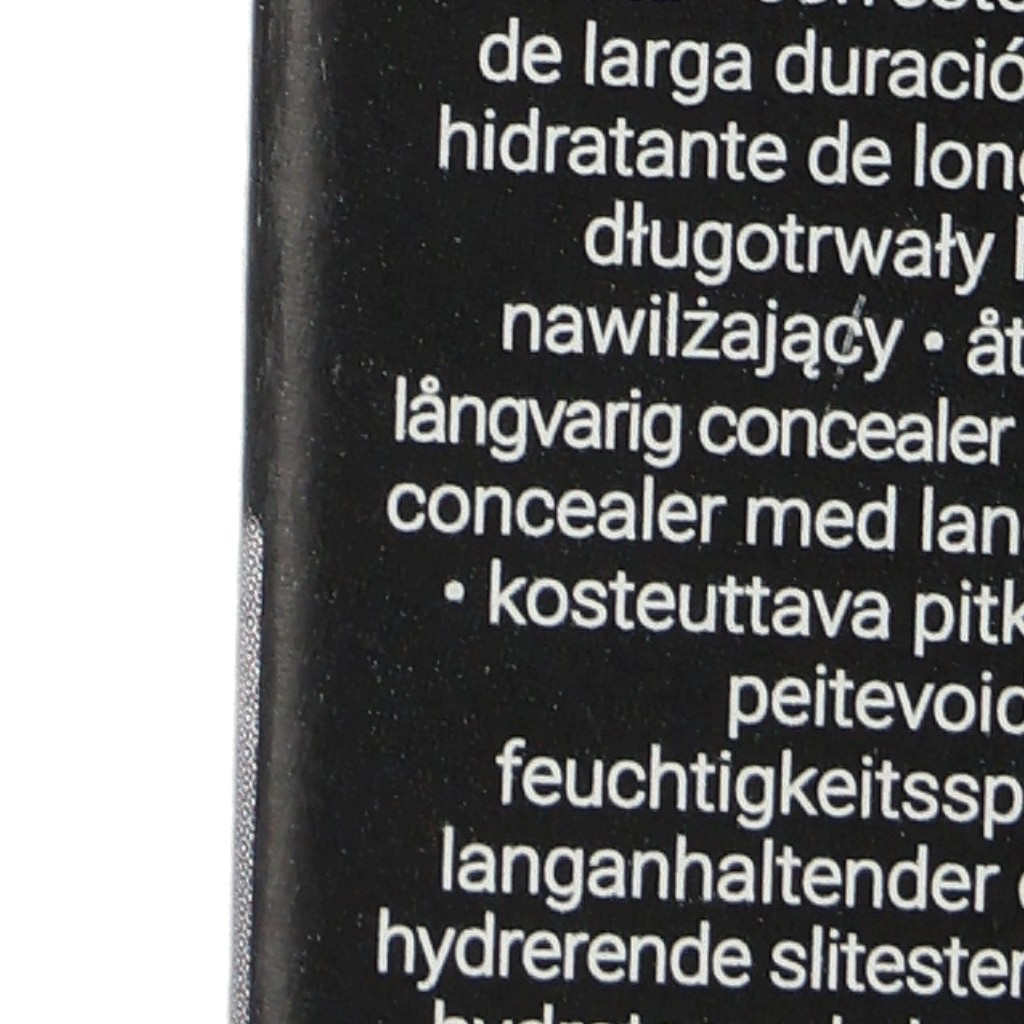 de larga duració
hidratante de long
długotrwały
nawilżający • åt
långvarig concealer
concealer med lan
• kosteuttava pitk
peitevoid
feuchtigkeitssp
langanhaltender
hydrerende slitester